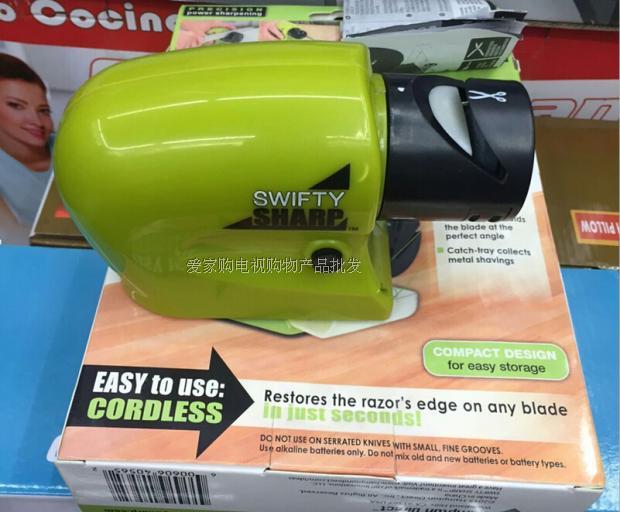 o Cocina
PRECISION
power sharpening
SWIFTY
SHARP™
the blade at the
perfect angle
Catch-tray collects
metal shavings
PILLOW
爱家购电视购物产品批发
COMPACT DESIGN
for easy storage
EASY to use:
CORDLESS
Restores the razor's edge on any blade
in just seconds!
DO NOT USE ON SERRATED KNIVES WITH SMALL, FINE GROOVES.
Use alkaline batteries only. Do not mix old and new batteries or battery types.